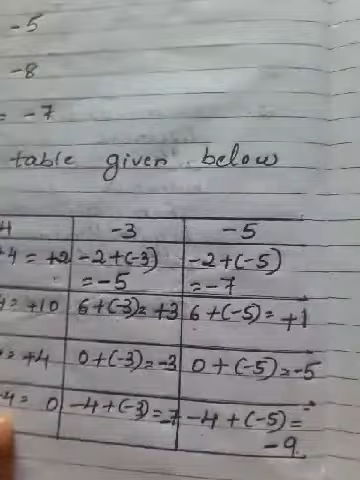 -5
-8
= -7
table given below
4 -3 -5
+4 = +2 -2+(-3) = -5 -2+(-5) = -7
4 = +10 6+(-3) = +3 6+(-5) = +1
= +4 0+(-3) = -3 0+(-5) = -5
4 = 0 -4+(-3) = -7 -4+(-5) =
-9